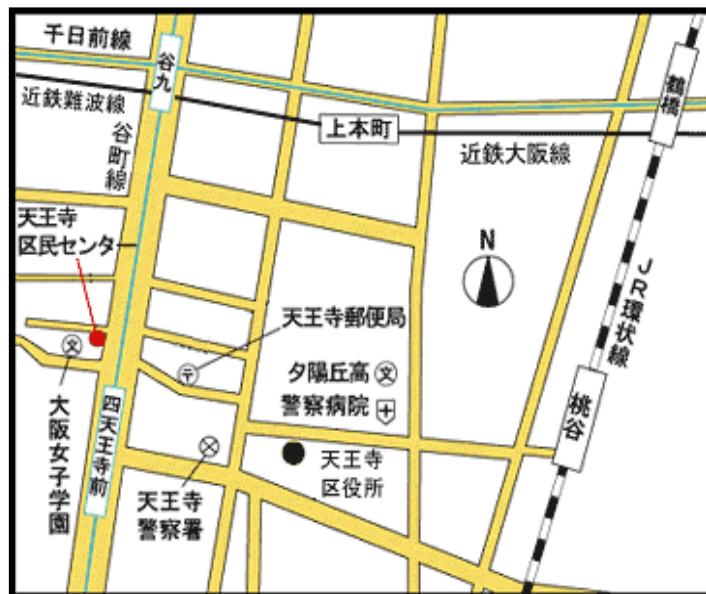 千日前線
谷九
近鉄難波線
上本町
鶴橋
近鉄大阪線
谷町線
天王寺
区民センタ
N
JR環状線
天王寺郵便局
〒
文
夕陽丘高
文
警察病院
桃谷
四天王寺前
大阪女子学園
天王寺
警察署
天王寺
区役所